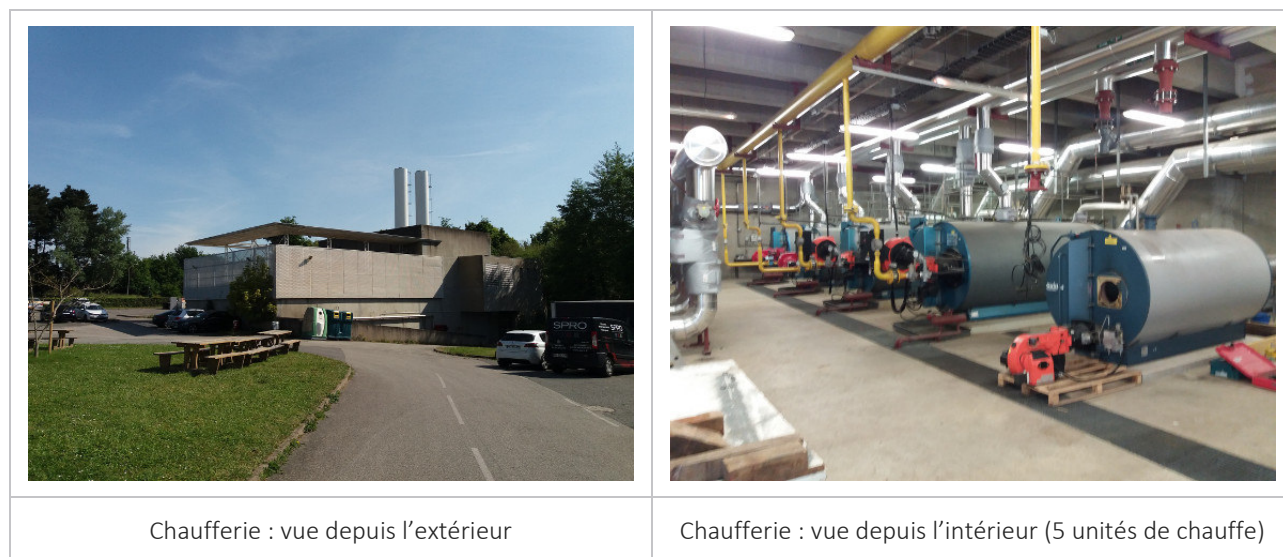 SPRO
Chaufferie : vue depuis l’extérieur
Chaufferie : vue depuis l’intérieur (5 unités de chauffe)